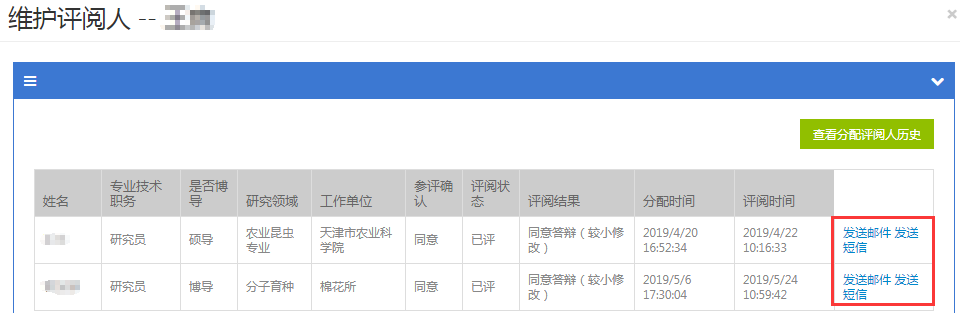 维护评阅人 -- 王
查看分配评阅人历史
姓名 专业技术职务 是否博导 研究领域 工作单位 参评确认 评阅状态 评阅结果 分配时间 评阅时间
研究员 硕导 农业昆虫专业 天津市农业科学院 同意 已评 同意答辩（较小修改） 2019/4/20 16:52:34 2019/4/22 10:16:33 发送邮件 发送短信
研究员 博导 分子育种 棉花所 同意 已评 同意答辩（较小修改） 2019/5/6 17:30:04 2019/5/24 10:59:42 发送邮件 发送短信